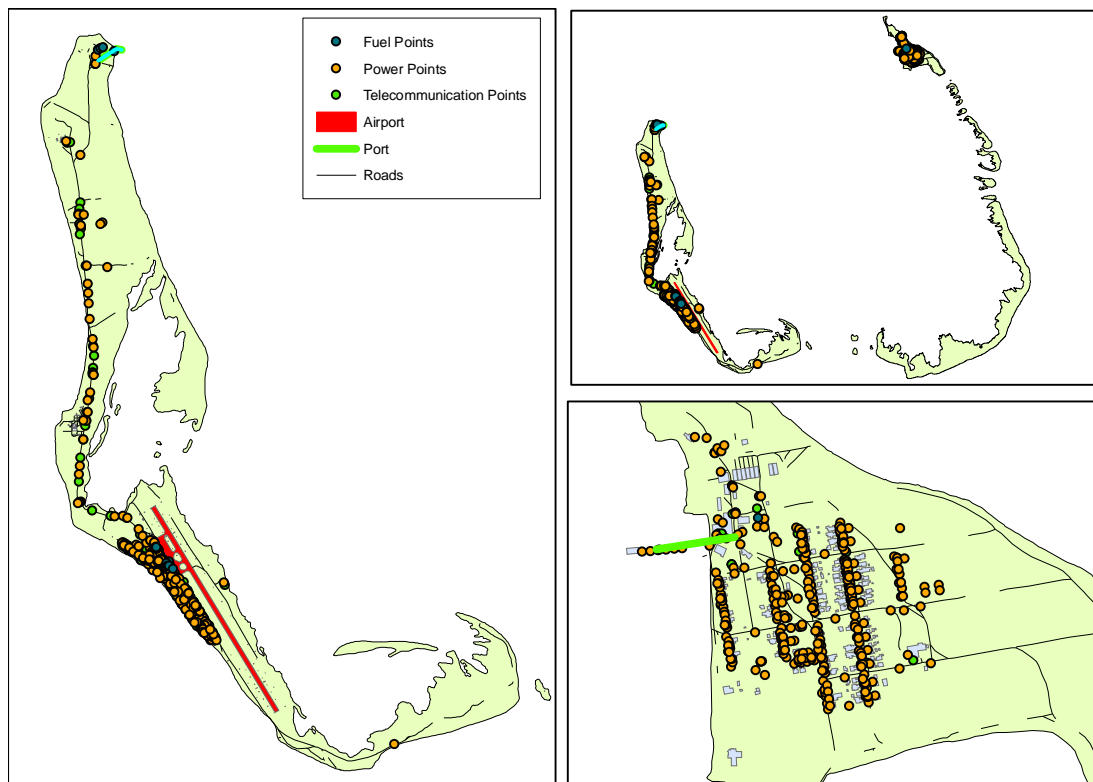 Fuel Points
Power Points
Telecommunication Points
Airport
Port
Roads